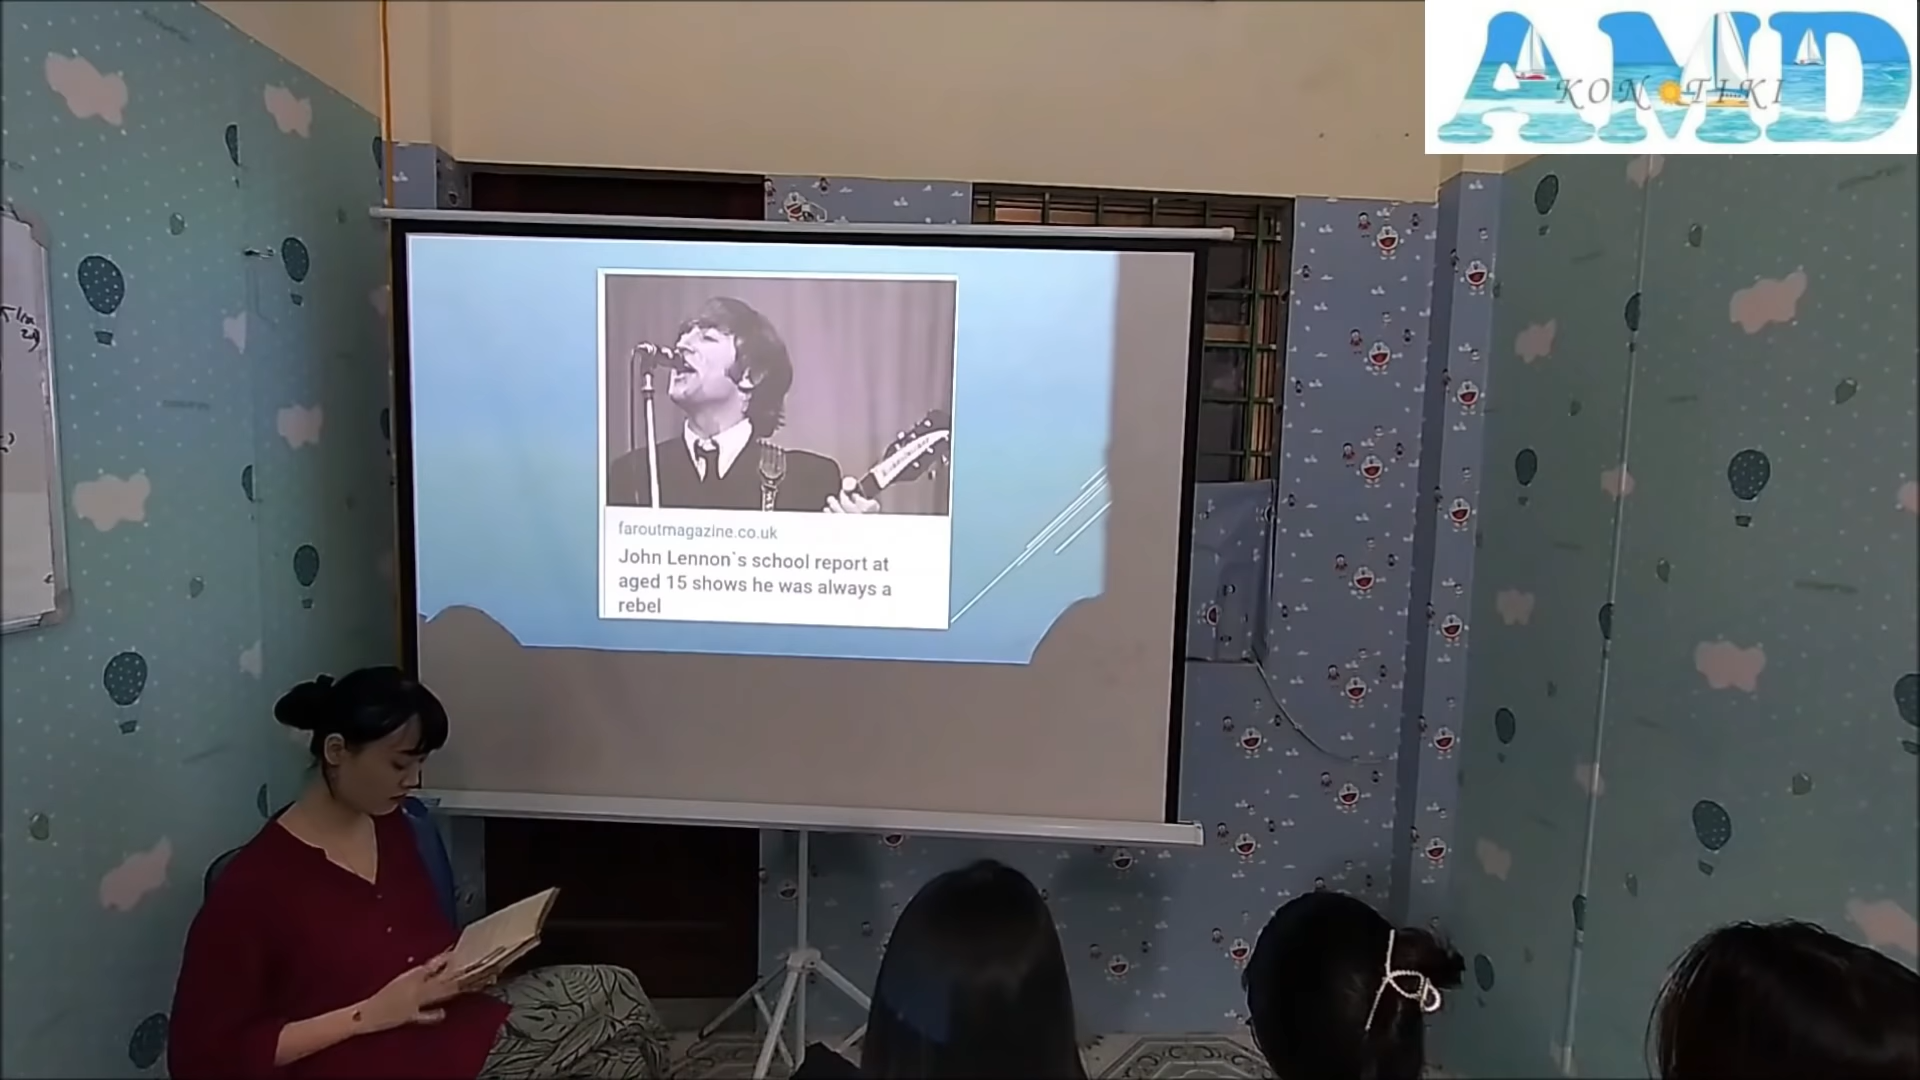 AMD
KON TIKI
faroutmagazine.co.uk
John Lennon`s school report at
aged 15 shows he was always a
rebel